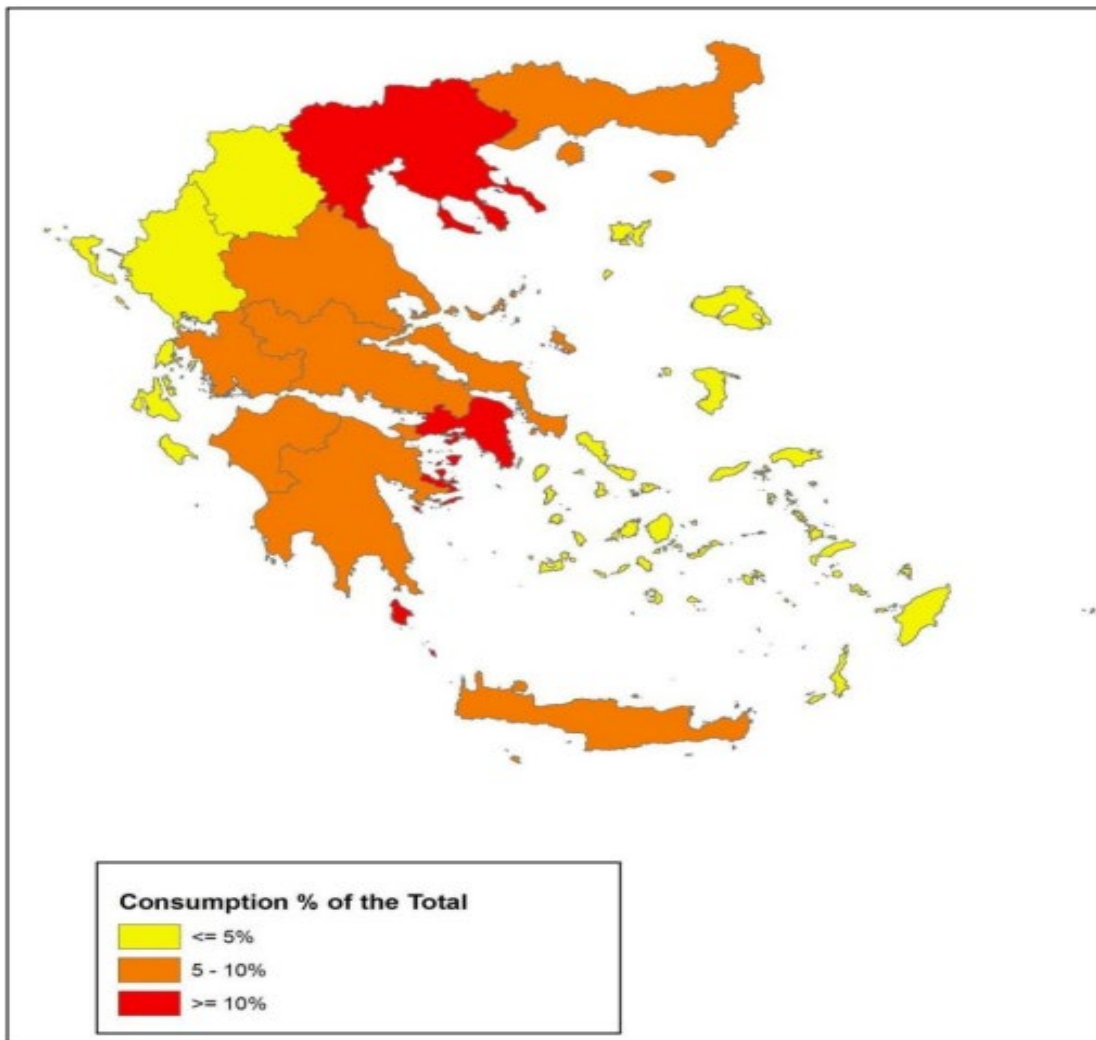 Consumption % of the Total
<= 5%
5 - 10%
>= 10%